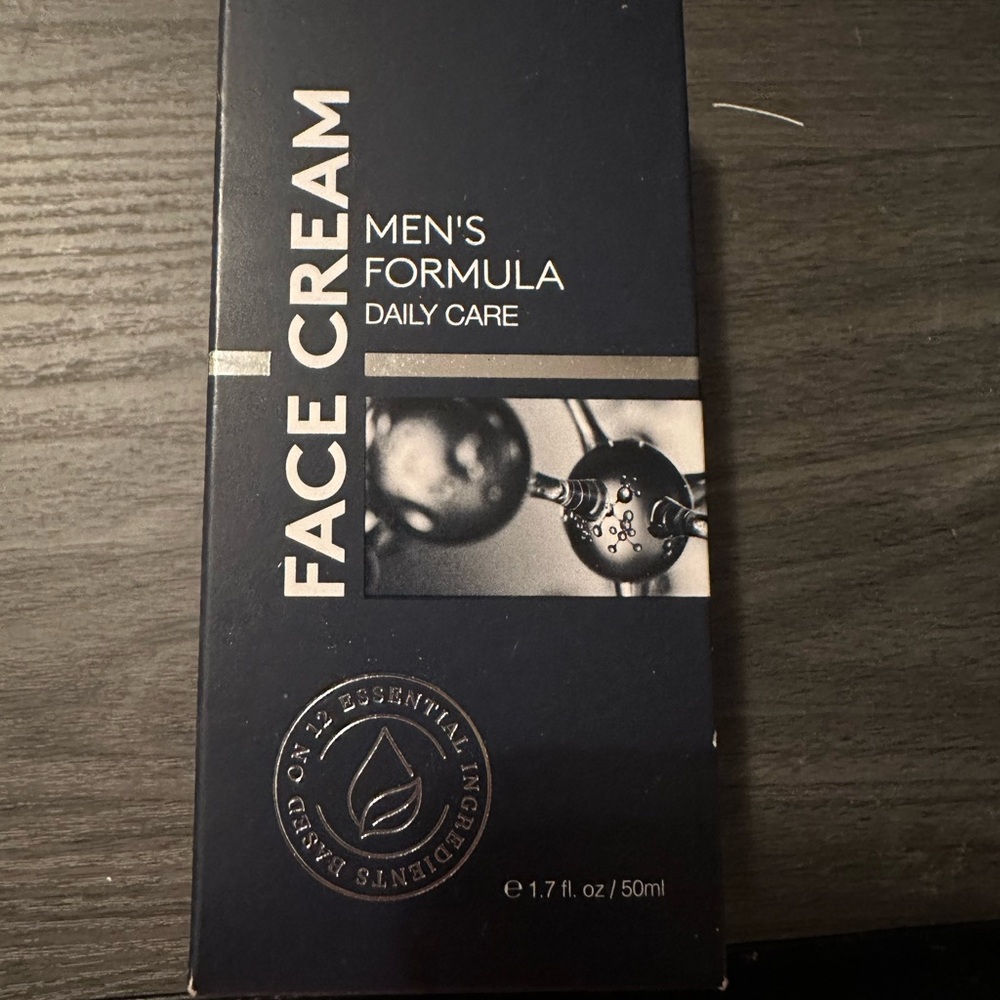 FACE CREAM
MEN'S
FORMULA
DAILY CARE
BASED ON 12 ESSENTIAL INGREDIENTS
℮ 1.7 fl. oz / 50ml